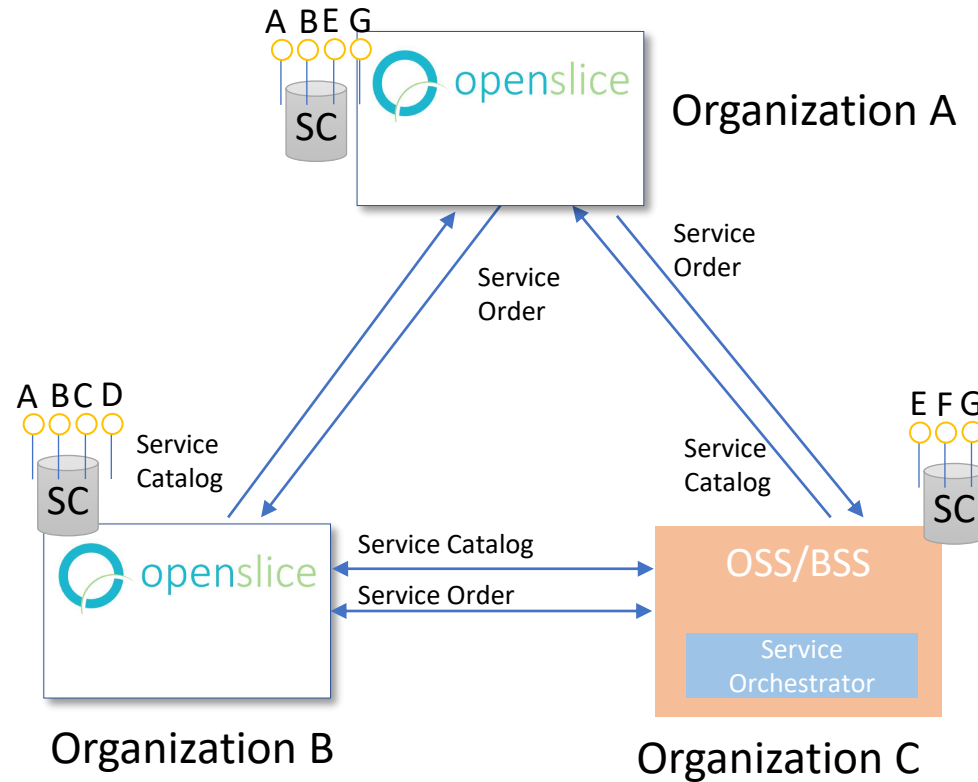 A B E G
SC
openslice
Organization A
Service
Order
Service
Order
A B C D
SC
Service
Catalog
Service
Catalog
E F G
SC
openslice
Service Catalog
Service Order
OSS/BSS
Service
Orchestrator
Organization B
Organization C